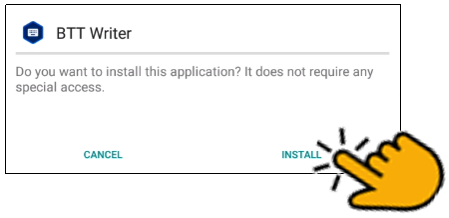 BTT Writer
Do you want to install this application? It does not require any
special access.
CANCEL
INSTALL